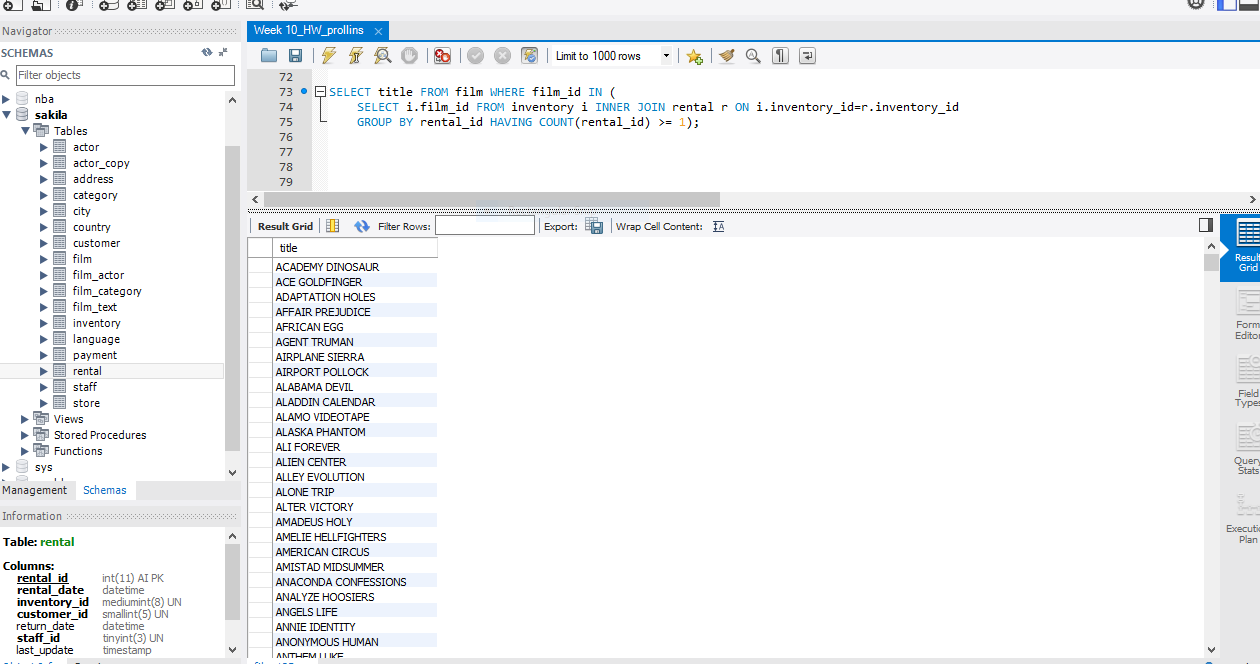 Navigator
SCHEMAS
Filter objects
nba
sakila
Tables
actor
actor_copy
address
category
city
country
customer
film
film_actor
film_category
film_text
inventory
language
payment
rental
staff
store
Views
Stored Procedures
Functions
sys
Management Schemas
Information
Table: rental
Columns:
rental_id int(11) AI PK
rental_date datetime
inventory_id mediumint(8) UN
customer_id smallint(5) UN
return_date datetime
staff_id tinyint(3) UN
last_update timestamp
Week 10_HW_prollins
Limit to 1000 rows
72
73 SELECT title FROM film WHERE film_id IN (
74 SELECT i.film_id FROM inventory i INNER JOIN rental r ON i.inventory_id=r.inventory_id
75 GROUP BY rental_id HAVING COUNT(rental_id) >= 1);
76
77
78
79
Result Grid Filter Rows: Export: Wrap Cell Content:
title
ACADEMY DINOSAUR
ACE GOLDFINGER
ADAPTATION HOLES
AFFAIR PREJUDICE
AFRICAN EGG
AGENT TRUMAN
AIRPLANE SIERRA
AIRPORT POLLOCK
ALABAMA DEVIL
ALADDIN CALENDAR
ALAMO VIDEOTAPE
ALASKA PHANTOM
ALI FOREVER
ALIEN CENTER
ALLEY EVOLUTION
ALONE TRIP
ALTER VICTORY
AMADEUS HOLY
AMELIE HELLFIGHTERS
AMERICAN CIRCUS
AMISTAD MIDSUMMER
ANACONDA CONFESSIONS
ANALYZE HOOSIERS
ANGELS LIFE
ANNIE IDENTITY
ANONYMOUS HUMAN
ANTHEM LUKE
Result
Grid
Form
Editor
Field
Types
Query
Stats
Plan